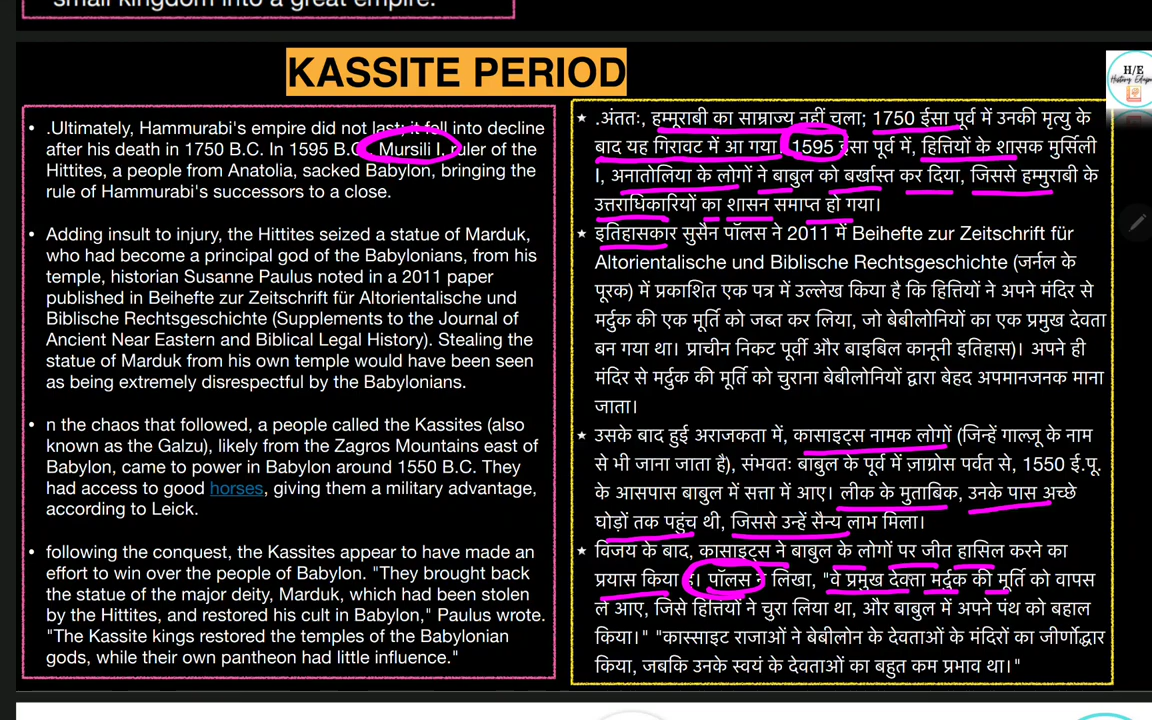 small kingdom into a great empire.
KASSITE PERIOD
H/E
.Ultimately, Hammurabi's empire did not last; it fell into decline
after his death in 1750 B.C. In 1595 B.C. Mursili I, ruler of the
Hittites, a people from Anatolia, sacked Babylon, bringing the
rule of Hammurabi's successors to a close.
Adding insult to injury, the Hittites seized a statue of Marduk,
who had become a principal god of the Babylonians, from his
temple, historian Susanne Paulus noted in a 2011 paper
published in Beihefte zur Zeitschrift für Altorientalische und
Biblische Rechtsgeschichte (Supplements to the Journal of
Ancient Near Eastern and Biblical Legal History). Stealing the
statue of Marduk from his own temple would have been seen
as being extremely disrespectful by the Babylonians.
n the chaos that followed, a people called the Kassites (also
known as the Galzu), likely from the Zagros Mountains east of
Babylon, came to power in Babylon around 1550 B.C. They
had access to good horses, giving them a military advantage,
according to Leick.
following the conquest, the Kassites appear to have made an
effort to win over the people of Babylon. "They brought back
the statue of the major deity, Marduk, which had been stolen
by the Hittites, and restored his cult in Babylon," Paulus wrote.
"The Kassite kings restored the temples of the Babylonian
gods, while their own pantheon had little influence."
.अंततः, हम्मूराबी का साम्राज्य नहीं चला; 1750 ईसा पूर्व में उनकी मृत्यु के
बाद यह गिरावट में आ गया 1595 ईसा पूर्व में, हित्तियों के शासक मुर्सिली
I, अनातोलिया के लोगों ने बाबुल को बर्खास्त कर दिया, जिससे हम्मुराबी के
उत्तराधिकारियों का शासन समाप्त हो गया।
इतिहासकार सुसैन पॉलस ने 2011 में Beihefte zur Zeitschrift für
Altorientalische und Biblische Rechtsgeschichte (जर्नल के
पूरक) में प्रकाशित एक पत्र में उल्लेख किया है कि हित्तियों ने अपने मंदिर से
मर्दुक की एक मूर्ति को जब्त कर लिया, जो बेबीलोनियों का एक प्रमुख देवता
बन गया था। प्राचीन निकट पूर्वी और बाइबिल कानूनी इतिहास)। अपने ही
मंदिर से मर्दुक की मूर्ति को चुराना बेबीलोनियों द्वारा बेहद अपमानजनक माना
जाता।
उसके बाद हुई अराजकता में, कासाइट्स नामक लोगों (जिन्हें गाल्ज़ू के नाम
से भी जाना जाता है), संभवतः बाबुल के पूर्व में ज़ाग्रोस पर्वत से, 1550 ई.पू.
के आसपास बाबुल में सत्ता में आए। लीक के मुताबिक, उनके पास अच्छे
घोड़ों तक पहुंच थी, जिससे उन्हें सैन्य लाभ मिला।
विजय के बाद, कासाइट्स ने बाबुल के लोगों पर जीत हासिल करने का
प्रयास किया है। पॉलस ने लिखा, "वे प्रमुख देवता मर्दुक की मूर्ति को वापस
ले आए, जिसे हित्तियों ने चुरा लिया था, और बाबुल में अपने पंथ को बहाल
किया।" "कास्साइट राजाओं ने बेबीलोन के देवताओं के मंदिरों का जीर्णोद्धार
किया, जबकि उनके स्वयं के देवताओं का बहुत कम प्रभाव था।"